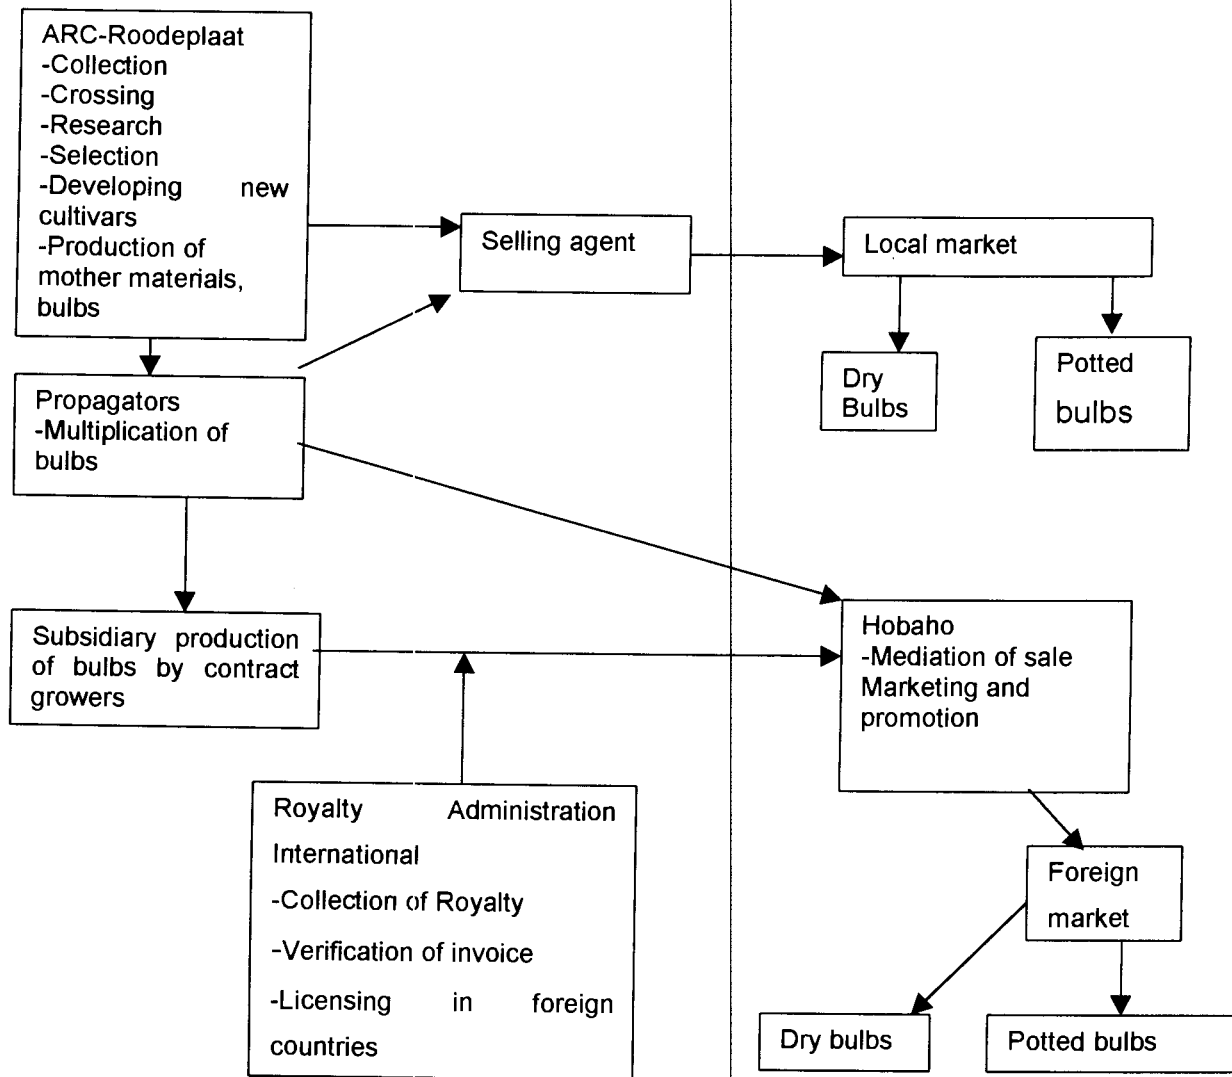 ARC-Roodeplaat
-Collection
-Crossing
-Research
-Selection
-Developing new
cultivars
-Production of
mother materials,
bulbs
Selling agent
Local market
Dry
Bulbs
Potted
bulbs
Propagators
-Multiplication of
bulbs
Subsidiary production
of bulbs by contract
growers
Hobaho
-Mediation of sale
Marketing and
promotion
Royalty Administration
International
-Collection of Royalty
-Verification of invoice
-Licensing in foreign
countries
Foreign
market
Dry bulbs
Potted bulbs